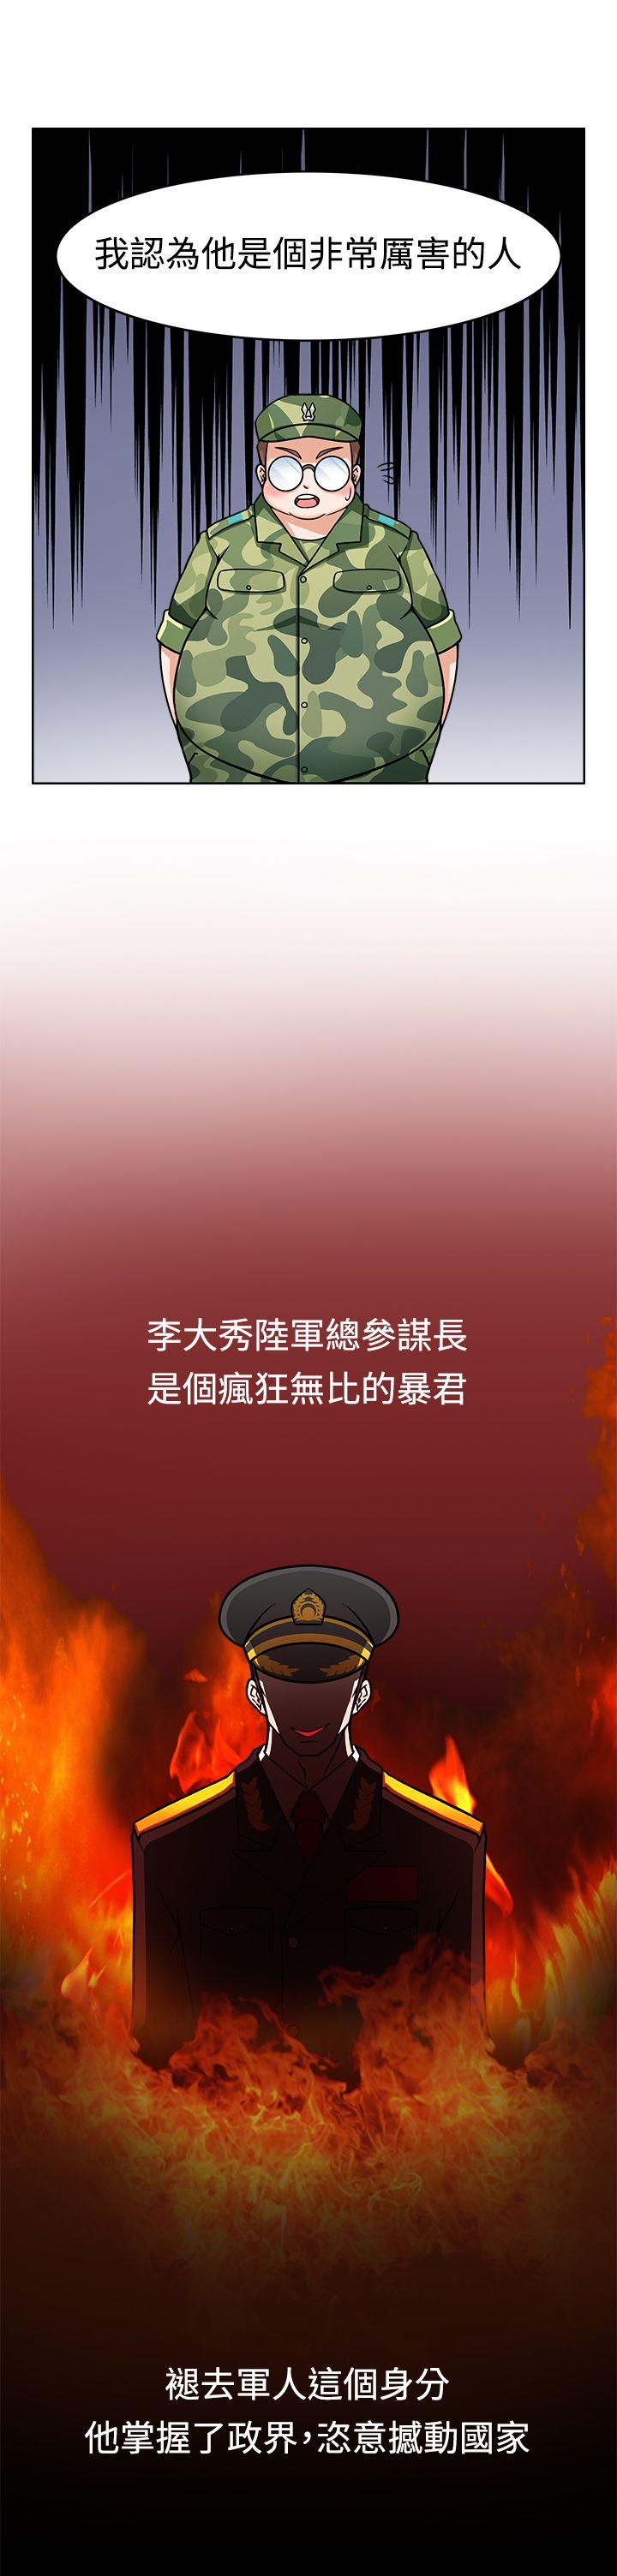 我認為他是個非常厲害的人
李大秀陸軍總參謀長
是個瘋狂無比的暴君
褪去軍人這個身分
他掌握了政界，恣意撼動國家